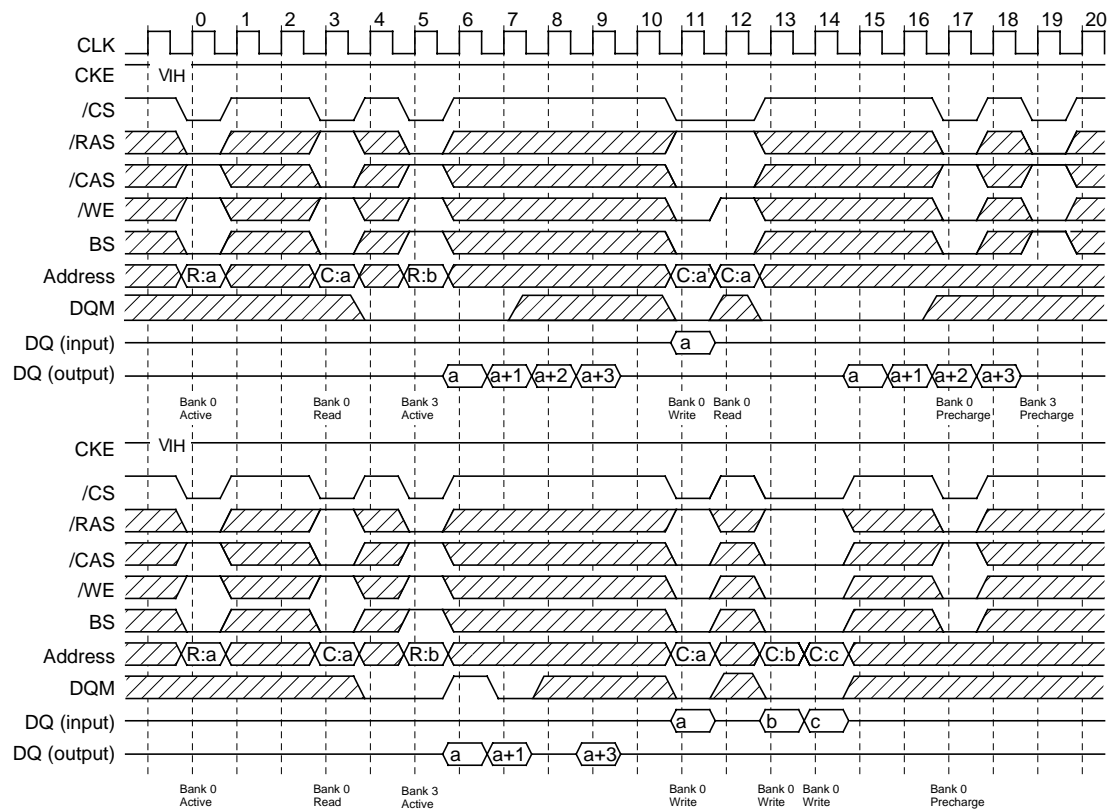 0 1 2 3 4 5 6 7 8 9 10 11 12 13 14 15 16 17 18 19 20
CLK
CKE VIH
/CS
/RAS
/CAS
/WE
BS
Address R:a C:a R:b C:a' C:a
DQM
DQ (input) a
DQ (output) a a+1 a+2 a+3 a a+1 a+2 a+3
Bank 0 Bank 0 Bank 3 Bank 0 Bank 0 Bank 0 Bank 3
Active Read Active Write Read Precharge Precharge
CKE VIH
/CS
/RAS
/CAS
/WE
BS
Address R:a C:a R:b C:a C:b C:c
DQM
DQ (input) a b c
DQ (output) a a+1 a+3
Bank 0 Bank 0 Bank 3 Bank 0 Bank 0 Bank 0 Bank 0
Active Read Active Write Write Write Precharge